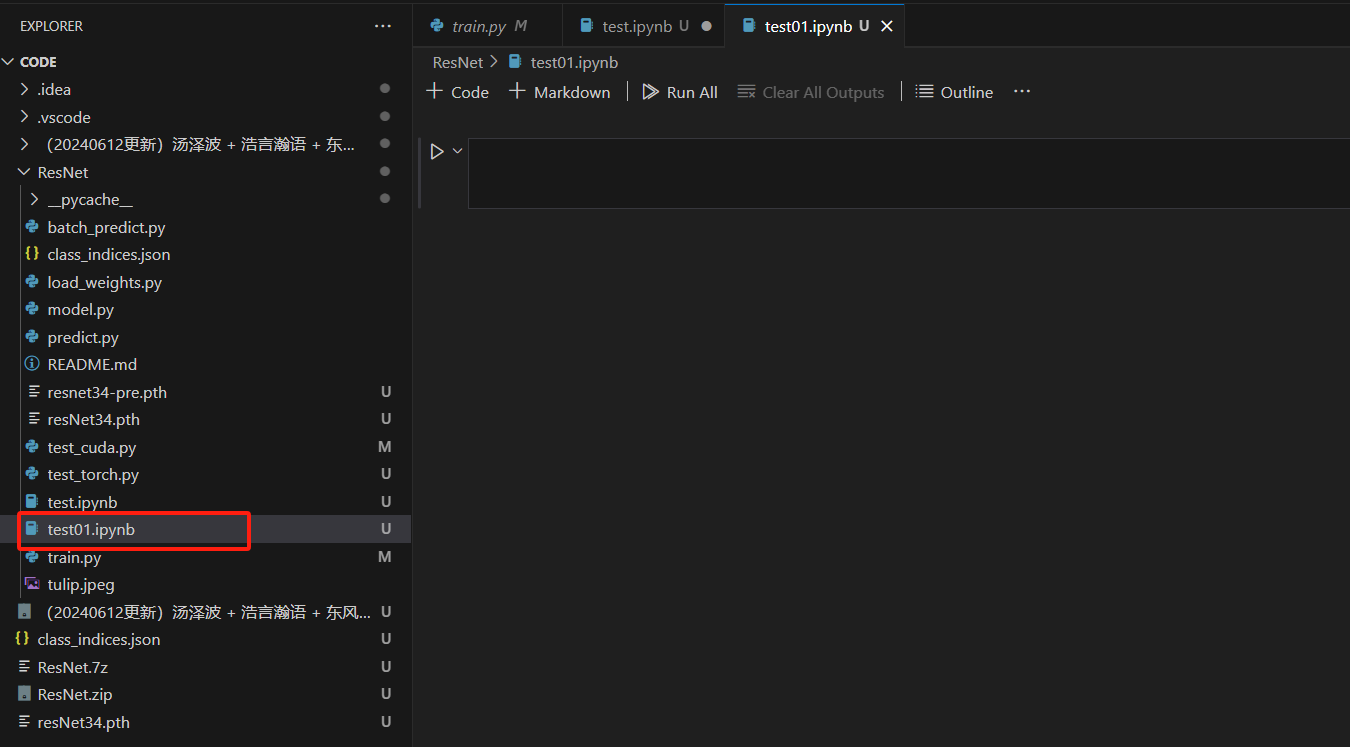 EXPLORER
CODE
.idea
.vscode
（20240612更新）汤泽波 + 浩言瀚语 + 东...
ResNet
__pycache__
batch_predict.py
class_indices.json
load_weights.py
model.py
predict.py
README.md
resnet34-pre.pth U
resNet34.pth U
test_cuda.py M
test_torch.py U
test.ipynb U
test01.ipynb U
train.py M
tulip.jpeg
（20240612更新）汤泽波 + 浩言瀚语 + 东风... U
class_indices.json U
ResNet.7z U
ResNet.zip U
resNet34.pth U
train.py M test.ipynb U test01.ipynb U
ResNet > test01.ipynb
+ Code + Markdown Run All Clear All Outputs Outline ...